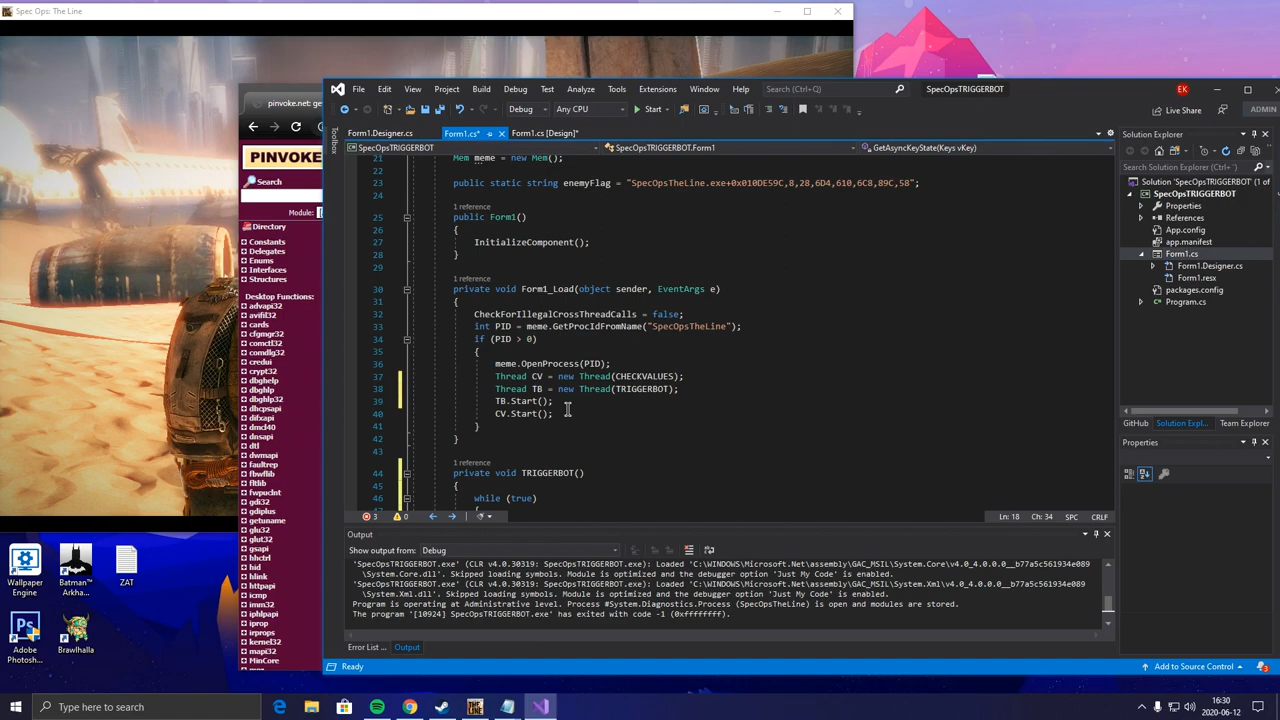 Spec Ops: The Line
File Edit View Project Build Debug Test Analyze Tools Extensions Window Help Search (Ctrl+Q) SpecOpsTRIGGERBOT EK
Debug Any CPU Start Live Share ADMIN
pinvoke.net: ge
PINVOKE
Search
Module:
Directory
Constants
Delegates
Enums
Interfaces
Structures
Desktop Functions:
advapi32
avifil32
cards
cfgmgr32
comctl32
comdlg32
credui
crypt32
dbghelp
dbghlp
dbghlp32
dhcpsapi
difxapi
dmcl40
dnsapi
dtl
dwmapi
faultrep
fbwflib
fltlib
fwpuclnt
gdi32
gdiplus
getuname
glu32
glut32
gsapi
hhctrl
hid
hlink
httpapi
icmp
imm32
iphlpapi
iprop
irprops
kernel32
mapi32
MinCore
Toolbox
Form1.Designer.cs Form1.cs* Form1.cs [Design]*
SpecOpsTRIGGERBOT SpecOpsTRIGGERBOT.Form1 GetAsyncKeyState(Keys vKey)
21 Mem meme = new Mem();
22
23 public static string enemyFlag = "SpecOpsTheLine.exe+0x010DE59C,8,28,6D4,610,6C8,89C,58";
24
1 reference
25 public Form1()
26 {
27 InitializeComponent();
28 }
29
1 reference
30 private void Form1_Load(object sender, EventArgs e)
31 {
32 CheckForIllegalCrossThreadCalls = false;
33 int PID = meme.GetProcIdFromName("SpecOpsTheLine");
34 if (PID > 0)
35 {
36 meme.OpenProcess(PID);
37 Thread CV = new Thread(CHECKVALUES);
38 Thread TB = new Thread(TRIGGERBOT);
39 TB.Start();
40 CV.Start();
41 }
42 }
43
1 reference
44 private void TRIGGERBOT()
45 {
46 while (true)
3 0 Ln: 18 Ch: 34 SPC CRLF
Output
Show output from: Debug
'SpecOpsTRIGGERBOT.exe' (CLR v4.0.30319: SpecOpsTRIGGERBOT.exe): Loaded 'C:\WINDOWS\Microsoft.Net\assembly\GAC_MSIL\System.Core\v4.0_4.0.0.0__b77a5c561934e089
\System.Core.dll'. Skipped loading symbols. Module is optimized and the debugger option 'Just My Code' is enabled.
'SpecOpsTRIGGERBOT.exe' (CLR v4.0.30319: SpecOpsTRIGGERBOT.exe): Loaded 'C:\WINDOWS\Microsoft.Net\assembly\GAC_MSIL\System.Xml\v4.0_4.0.0.0__b77a5c561934e089
\System.Xml.dll'. Skipped loading symbols. Module is optimized and the debugger option 'Just My Code' is enabled.
Program is operating at Administrative level. Process #System.Diagnostics.Process (SpecOpsTheLine) is open and modules are stored.
The program '[10924] SpecOpsTRIGGERBOT.exe' has exited with code -1 (0xffffffff).
Error List ... Output
Ready Add to Source Control
Solution Explorer
Search Solution Explorer (Ctrl+;)
Solution 'SpecOpsTRIGGERBOT' (1 of
SpecOpsTRIGGERBOT
Properties
References
App.config
app.manifest
Form1.cs
Form1.Designer.cs
Form1.resx
packages.config
Program.cs
GitHub Solution Expl... Team Explorer
Properties
Wallpaper
Engine
Batman™
Arkha...
ZAT
Adobe
Photosh...
Brawlhalla
Type here to search
16:30
2020-06-12